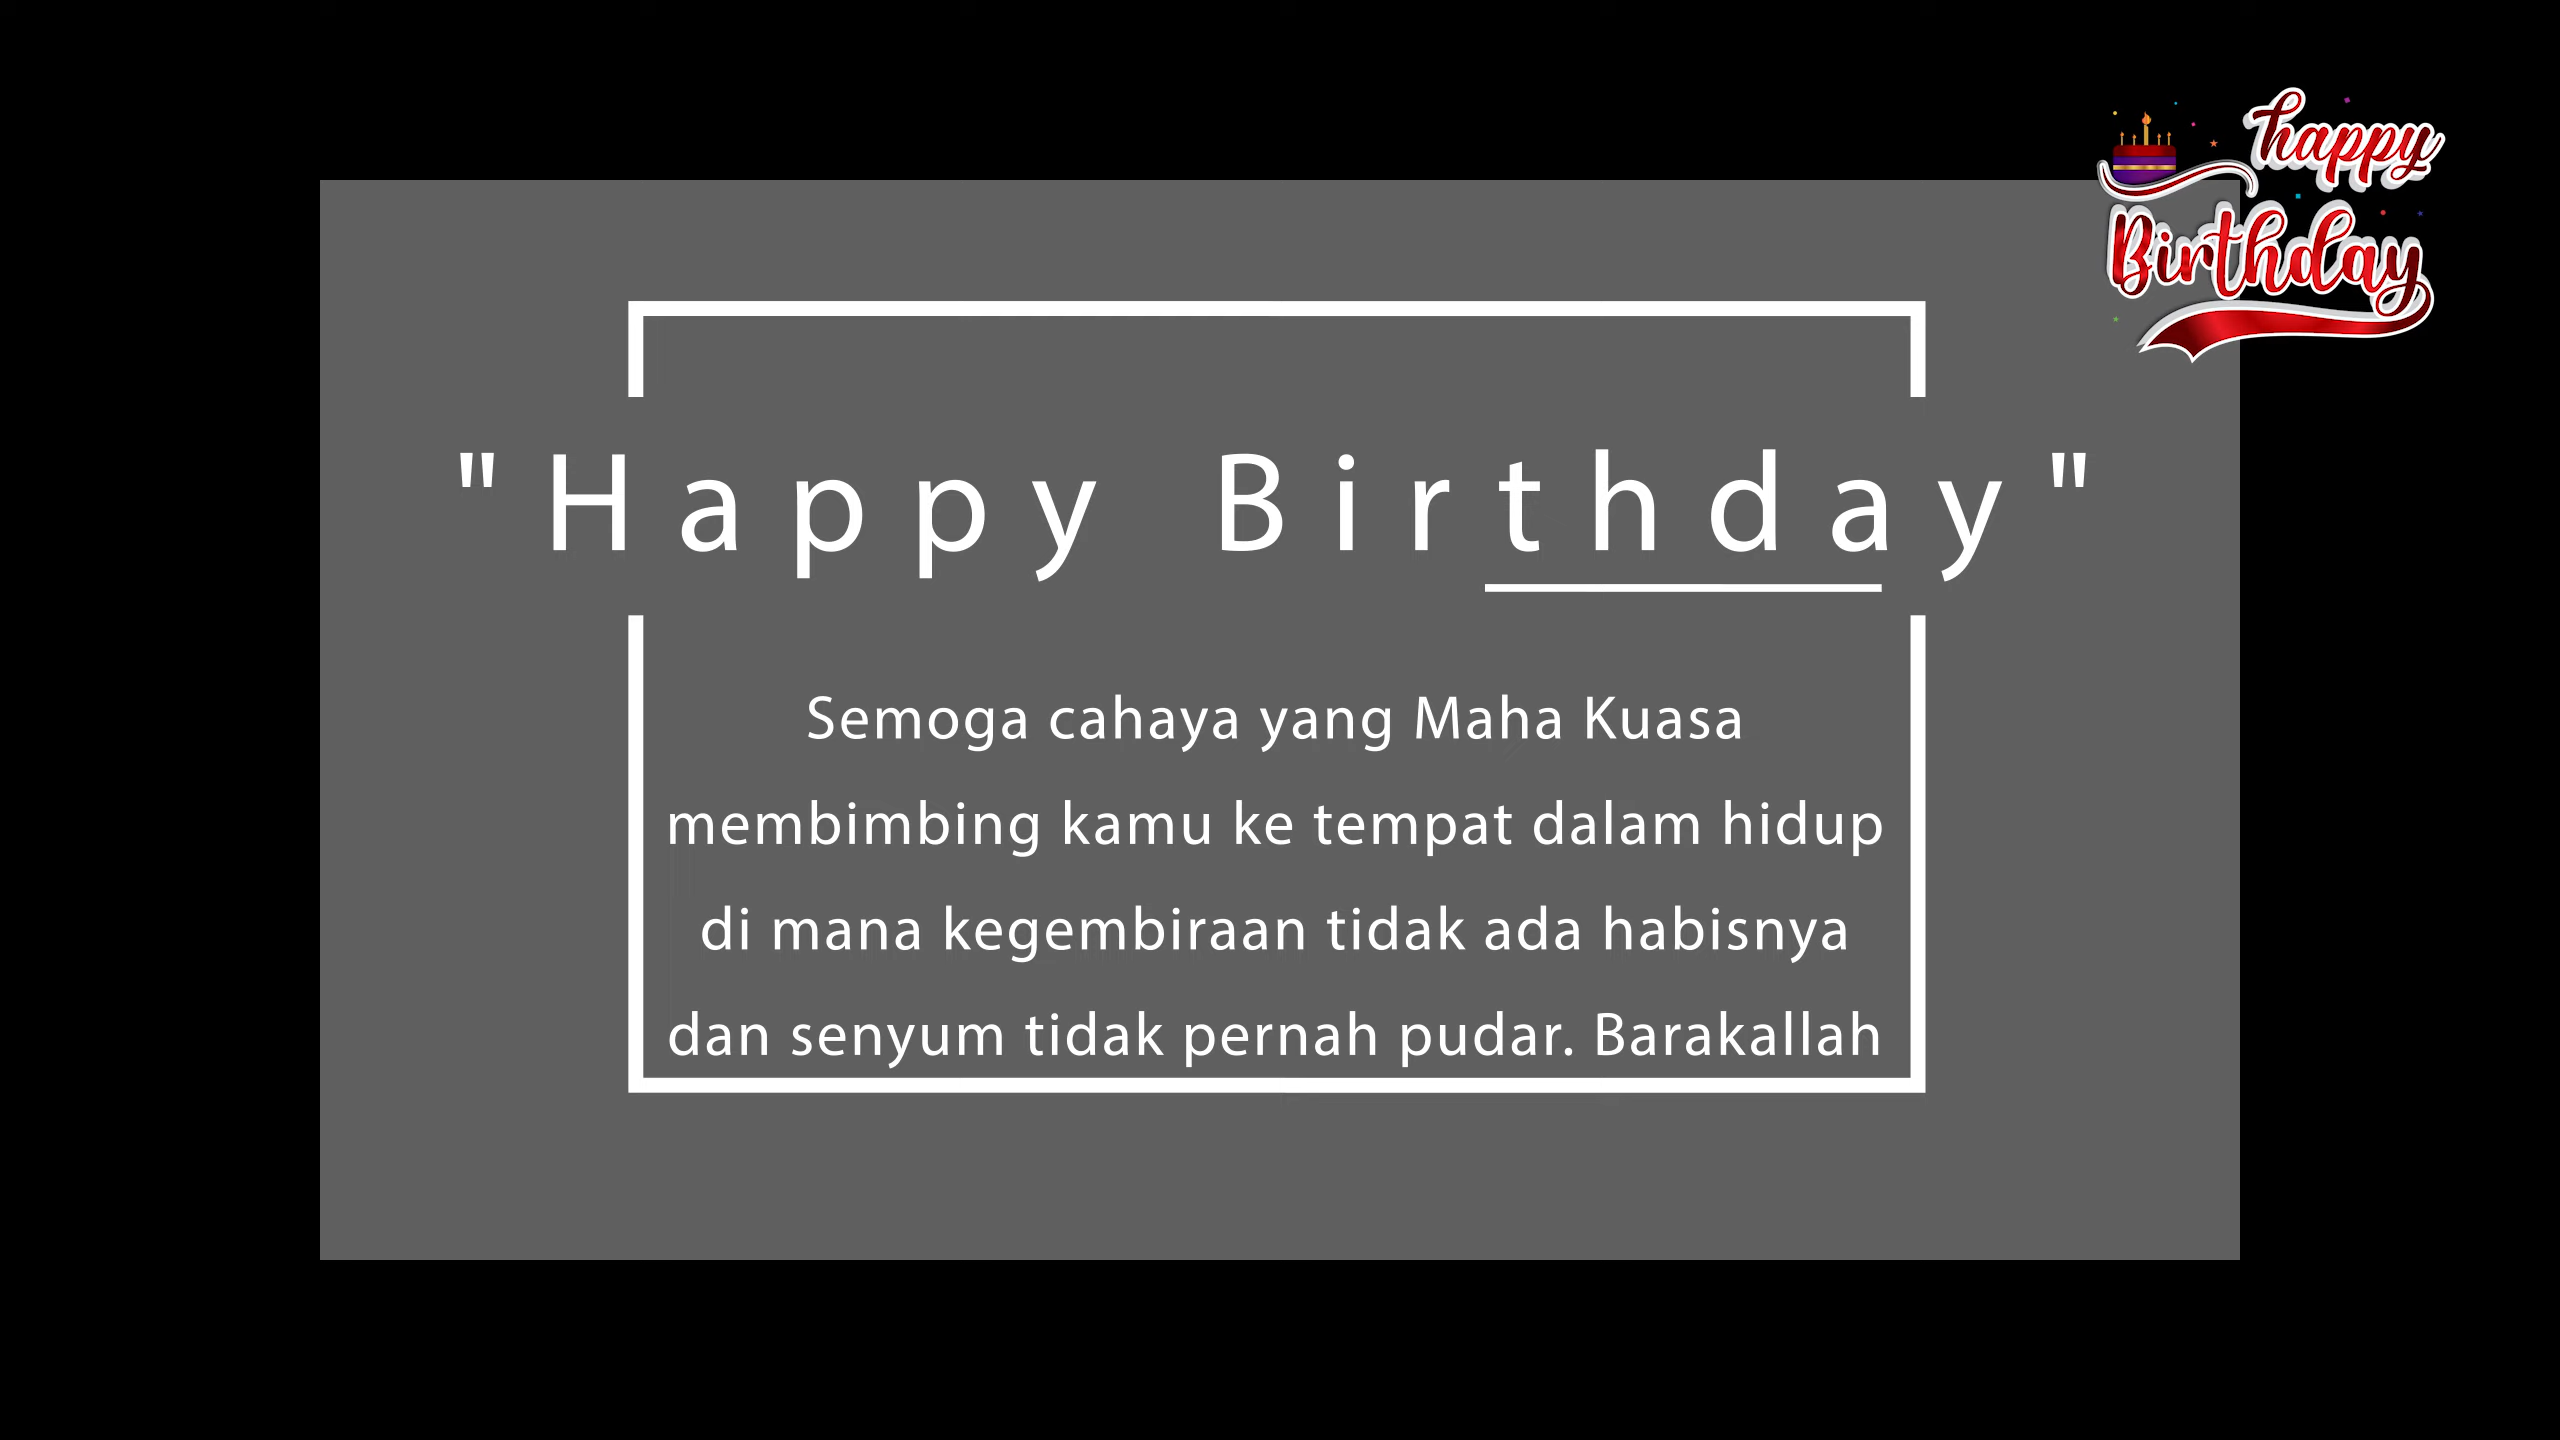 happy
Birthday
"Happy Birthday"
Semoga cahaya yang Maha Kuasa
membimbing kamu ke tempat dalam hidup
di mana kegembiraan tidak ada habisnya
dan senyum tidak pernah pudar. Barakallah